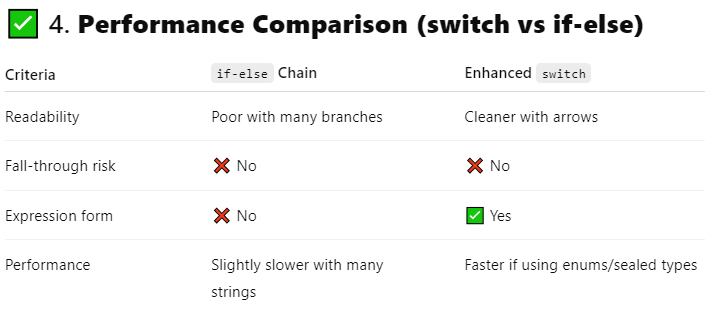 ✅ 4. Performance Comparison (switch vs if-else)
Criteria if-else Chain Enhanced switch
Readability Poor with many branches Cleaner with arrows
Fall-through risk ❌ No ❌ No
Expression form ❌ No ✅ Yes
Performance Slightly slower with many strings Faster if using enums/sealed types